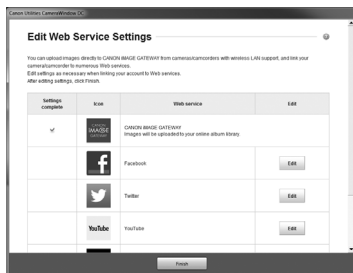 Canon Utilities CameraWindow DC
Edit Web Service Settings
You can upload images directly to CANON iMAGE GATEWAY from cameras/camcorders with wireless LAN support, and link your
camera/camcorder to numerous Web services.
Edit settings as necessary when linking your account to Web services.
After editing settings, click Finish.
Settings complete Icon Web service Edit
CANON iMAGE GATEWAY
CANON iMAGE GATEWAY
Images will be uploaded to your online album library
f Facebook Edit
Twitter Edit
YouTube YouTube Edit
Finish